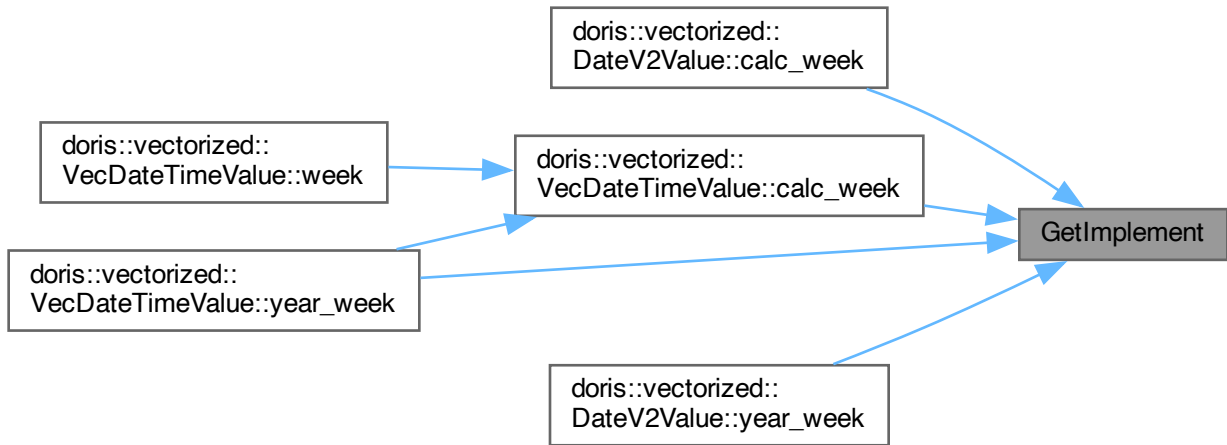 doris::vectorized::
DateV2Value::calc_week
doris::vectorized::
VecDateTimeValue::week
doris::vectorized::
VecDateTimeValue::calc_week
GetImplement
doris::vectorized::
VecDateTimeValue::year_week
doris::vectorized::
DateV2Value::year_week